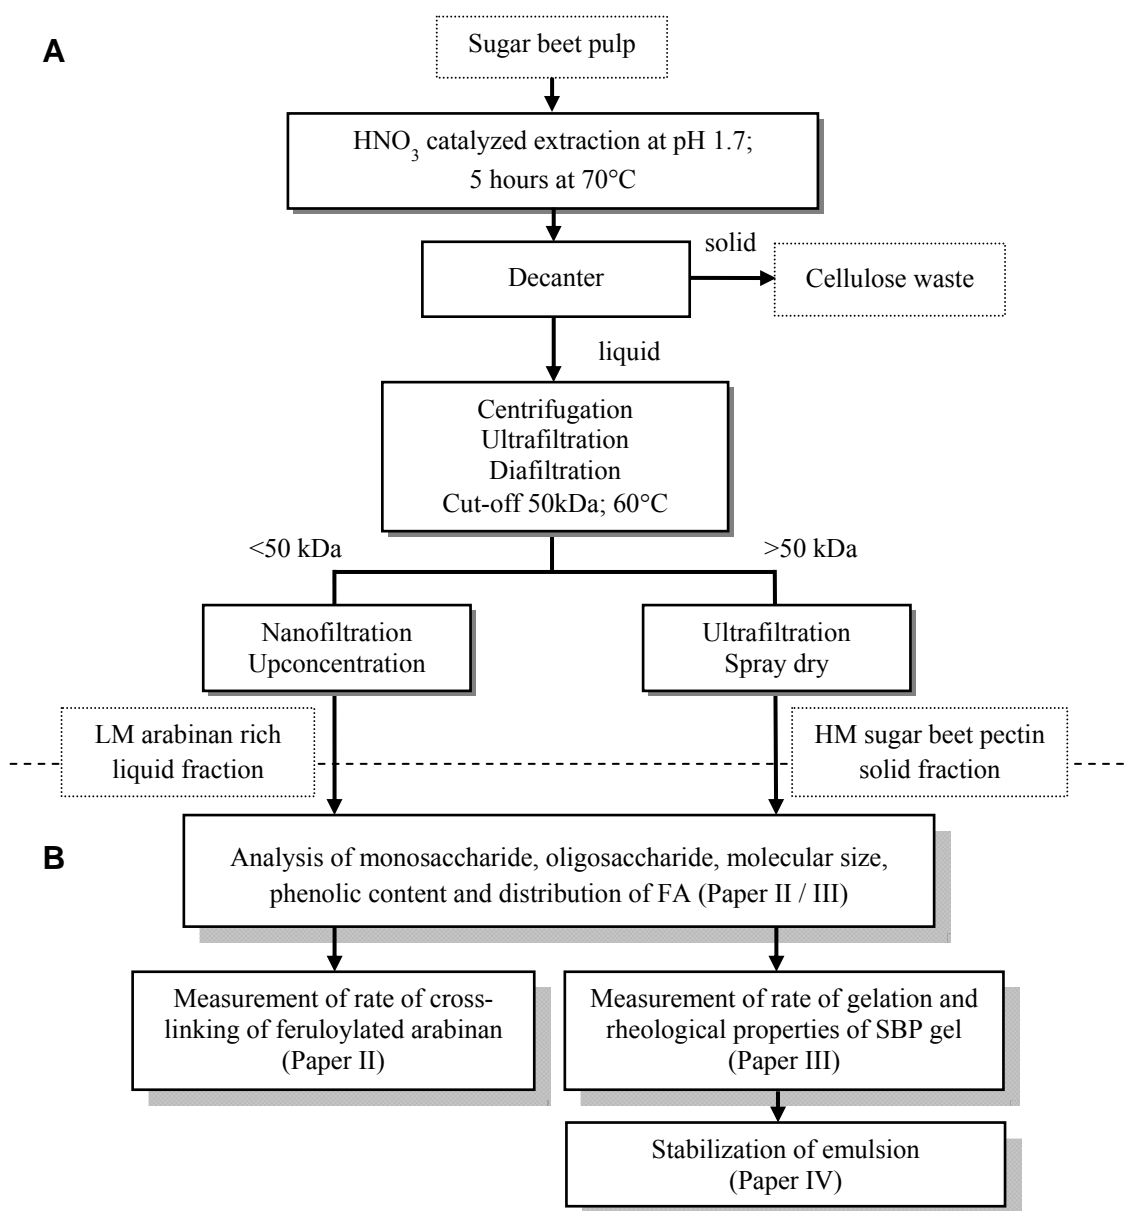 A
Sugar beet pulp
HNO3 catalyzed extraction at pH 1.7;
5 hours at 70°C
solid
Decanter
Cellulose waste
liquid
Centrifugation
Ultrafiltration
Diafiltration
Cut-off 50kDa; 60°C
<50 kDa
>50 kDa
Nanofiltration
Upconcentration
Ultrafiltration
Spray dry
LM arabinan rich
liquid fraction
HM sugar beet pectin
solid fraction
B
Analysis of monosaccharide, oligosaccharide, molecular size,
phenolic content and distribution of FA (Paper II / III)
Measurement of rate of cross-
linking of feruloylated arabinan
(Paper II)
Measurement of rate of gelation and
rheological properties of SBP gel
(Paper III)
Stabilization of emulsion
(Paper IV)